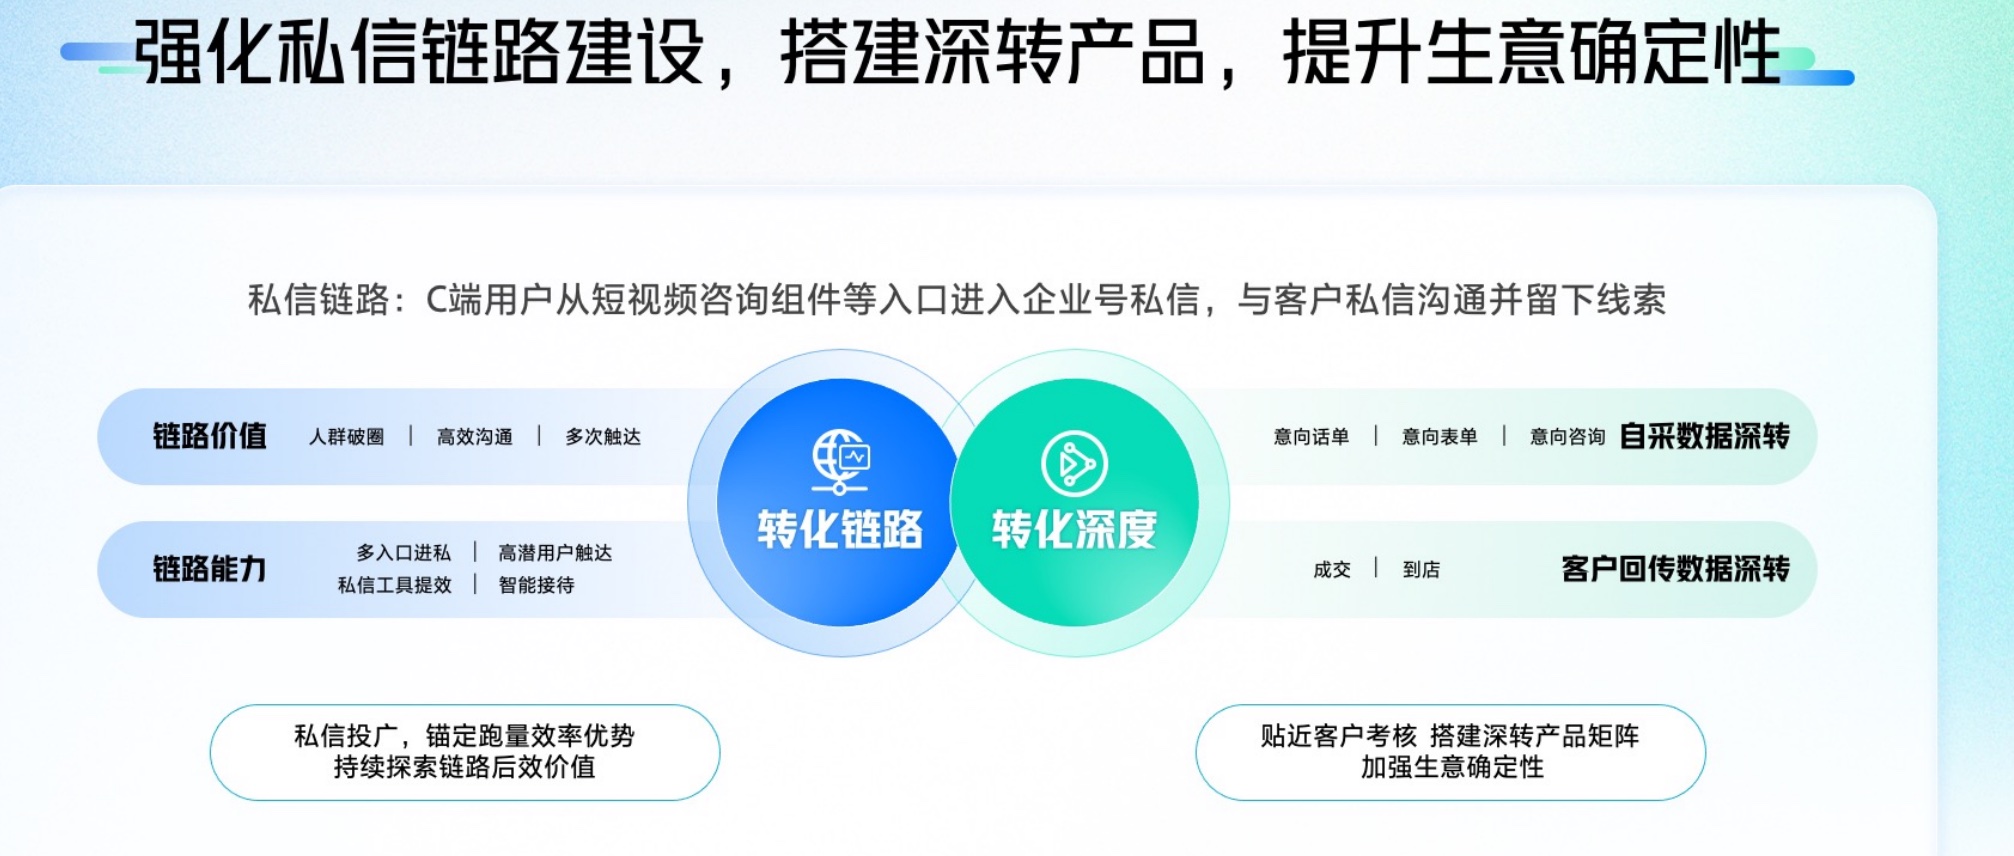 强化私信链路建设，搭建深转产品，提升生意确定性
私信链路：C端用户从短视频咨询组件等入口进入企业号私信，与客户私信沟通并留下线索
链路价值 人群破圈 | 高效沟通 | 多次触达
链路能力 多入口进私 | 高潜用户触达
私信工具提效 | 智能接待
转化链路
转化深度
意向话单 | 意向表单 | 意向咨询 自采数据深转
成交 | 到店 客户回传数据深转
私信投广，锚定跑量效率优势
持续探索链路后效价值
贴近客户考核 搭建深转产品矩阵
加强生意确定性